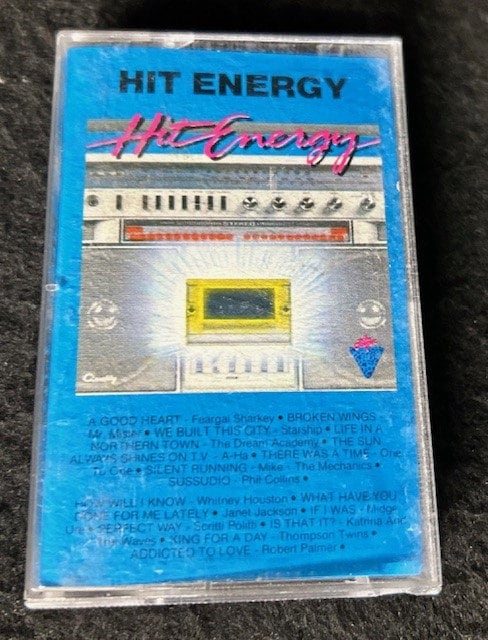 HIT ENERGY
Hit Energy
STEREO
A GOOD HEART - Feargal Sharkey • BROKEN WINGS -
Mr. Mister • WE BUILT THIS CITY - Starship • LIFE IN A
NORTHERN TOWN - The Dream Academy • THE SUN
ALWAYS SHINES ON T.V. - A-Ha • THERE WAS A TIME - One
To One • SILENT RUNNING - Mike - The Mechanics •
SUSSUDIO - Phil Collins •
HOW WILL I KNOW - Whitney Houston • WHAT HAVE YOU
DONE FOR ME LATELY - Janet Jackson • IF I WAS - Midge
Ure • PERFECT WAY - Scritti Politti • IS THAT IT? - Katrina And
The Waves • KING FOR A DAY - Thompson Twins •
ADDICTED TO LOVE - Robert Palmer •